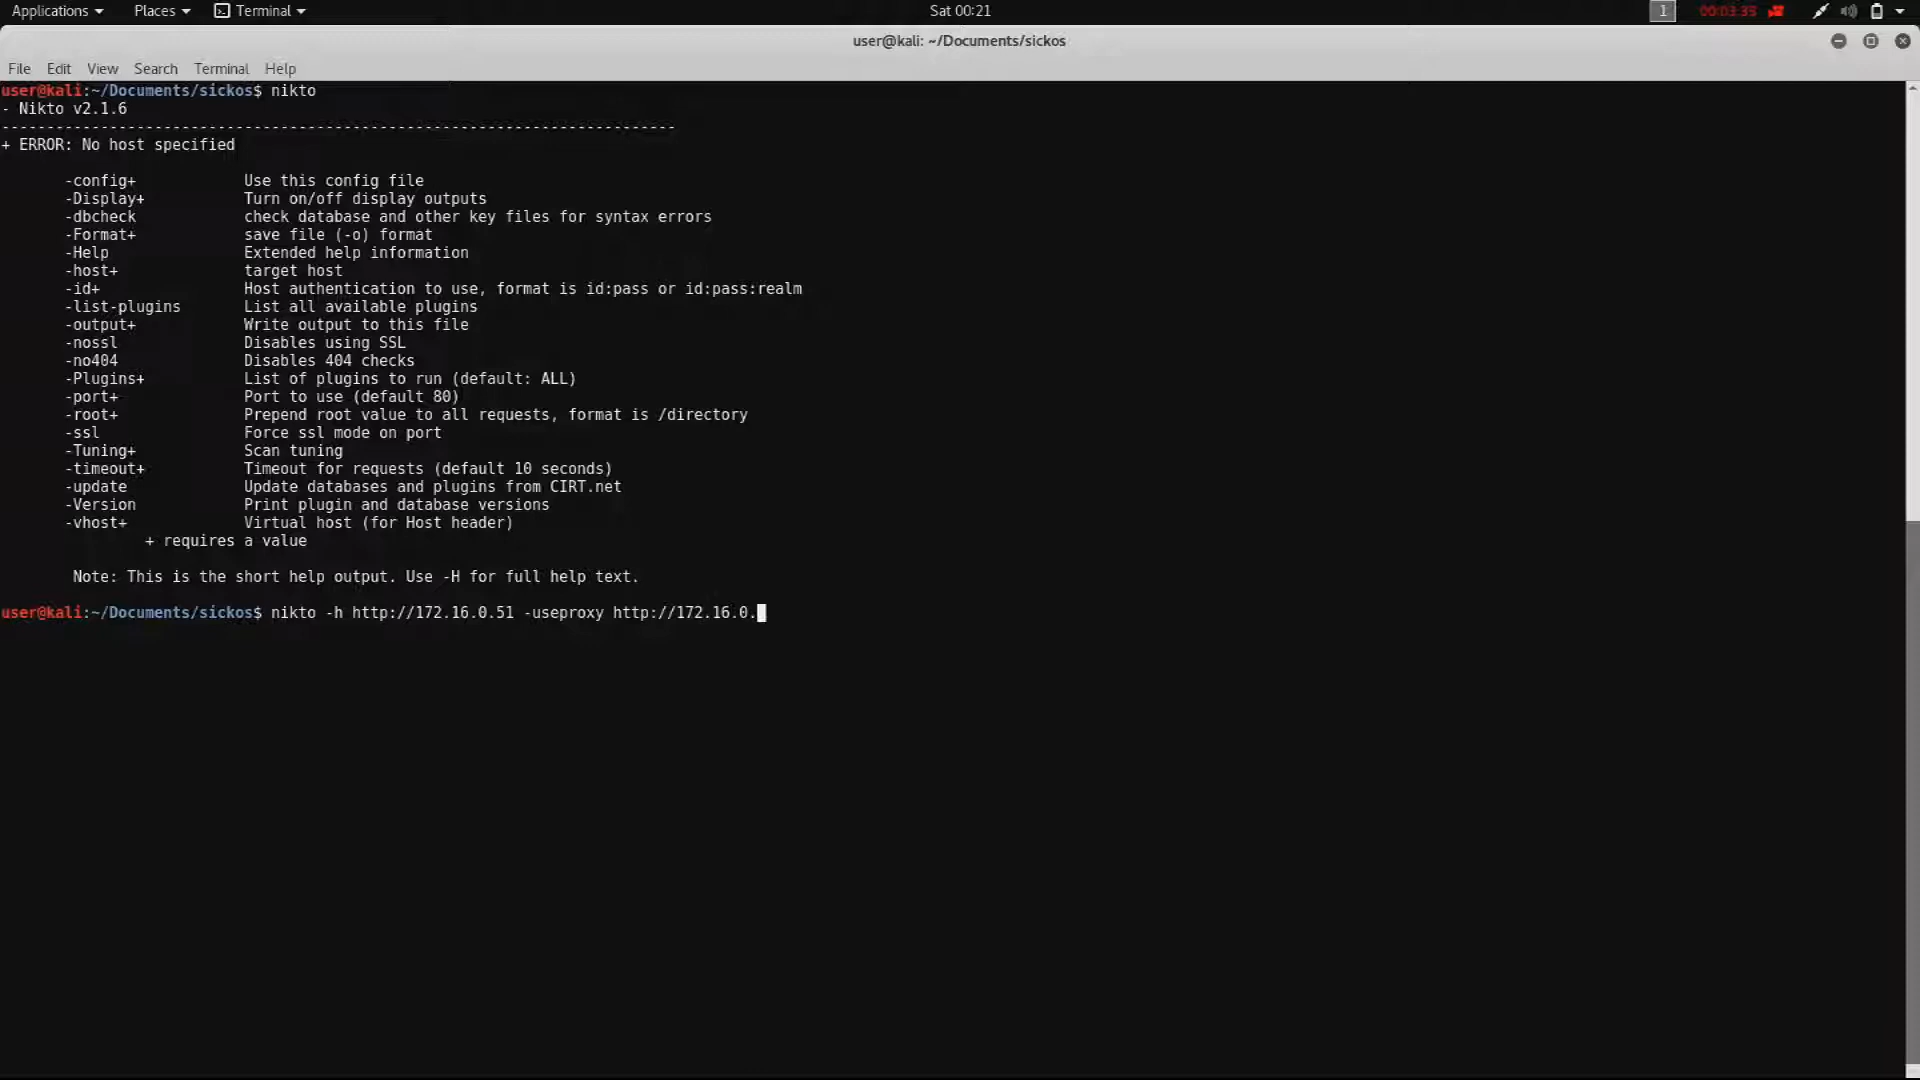 Applications Places Terminal Sat 00:21 1 00:03:35
user@kali: ~/Documents/sickos
File Edit View Search Terminal Help
user@kali:~/Documents/sickos$ nikto
- Nikto v2.1.6
---------------------------------------------------------------------------
+ ERROR: No host specified
-config+ Use this config file
-Display+ Turn on/off display outputs
-dbcheck check database and other key files for syntax errors
-Format+ save file (-o) format
-Help Extended help information
-host+ target host
-id+ Host authentication to use, format is id:pass or id:pass:realm
-list-plugins List all available plugins
-output+ Write output to this file
-nossl Disables using SSL
-no404 Disables 404 checks
-Plugins+ List of plugins to run (default: ALL)
-port+ Port to use (default 80)
-root+ Prepend root value to all requests, format is /directory
-ssl Force ssl mode on port
-Tuning+ Scan tuning
-timeout+ Timeout for requests (default 10 seconds)
-update Update databases and plugins from CIRT.net
-Version Print plugin and database versions
-vhost+ Virtual host (for Host header)
+ requires a value
Note: This is the short help output. Use -H for full help text.
user@kali:~/Documents/sickos$ nikto -h http://172.16.0.51 -useproxy http://172.16.0.